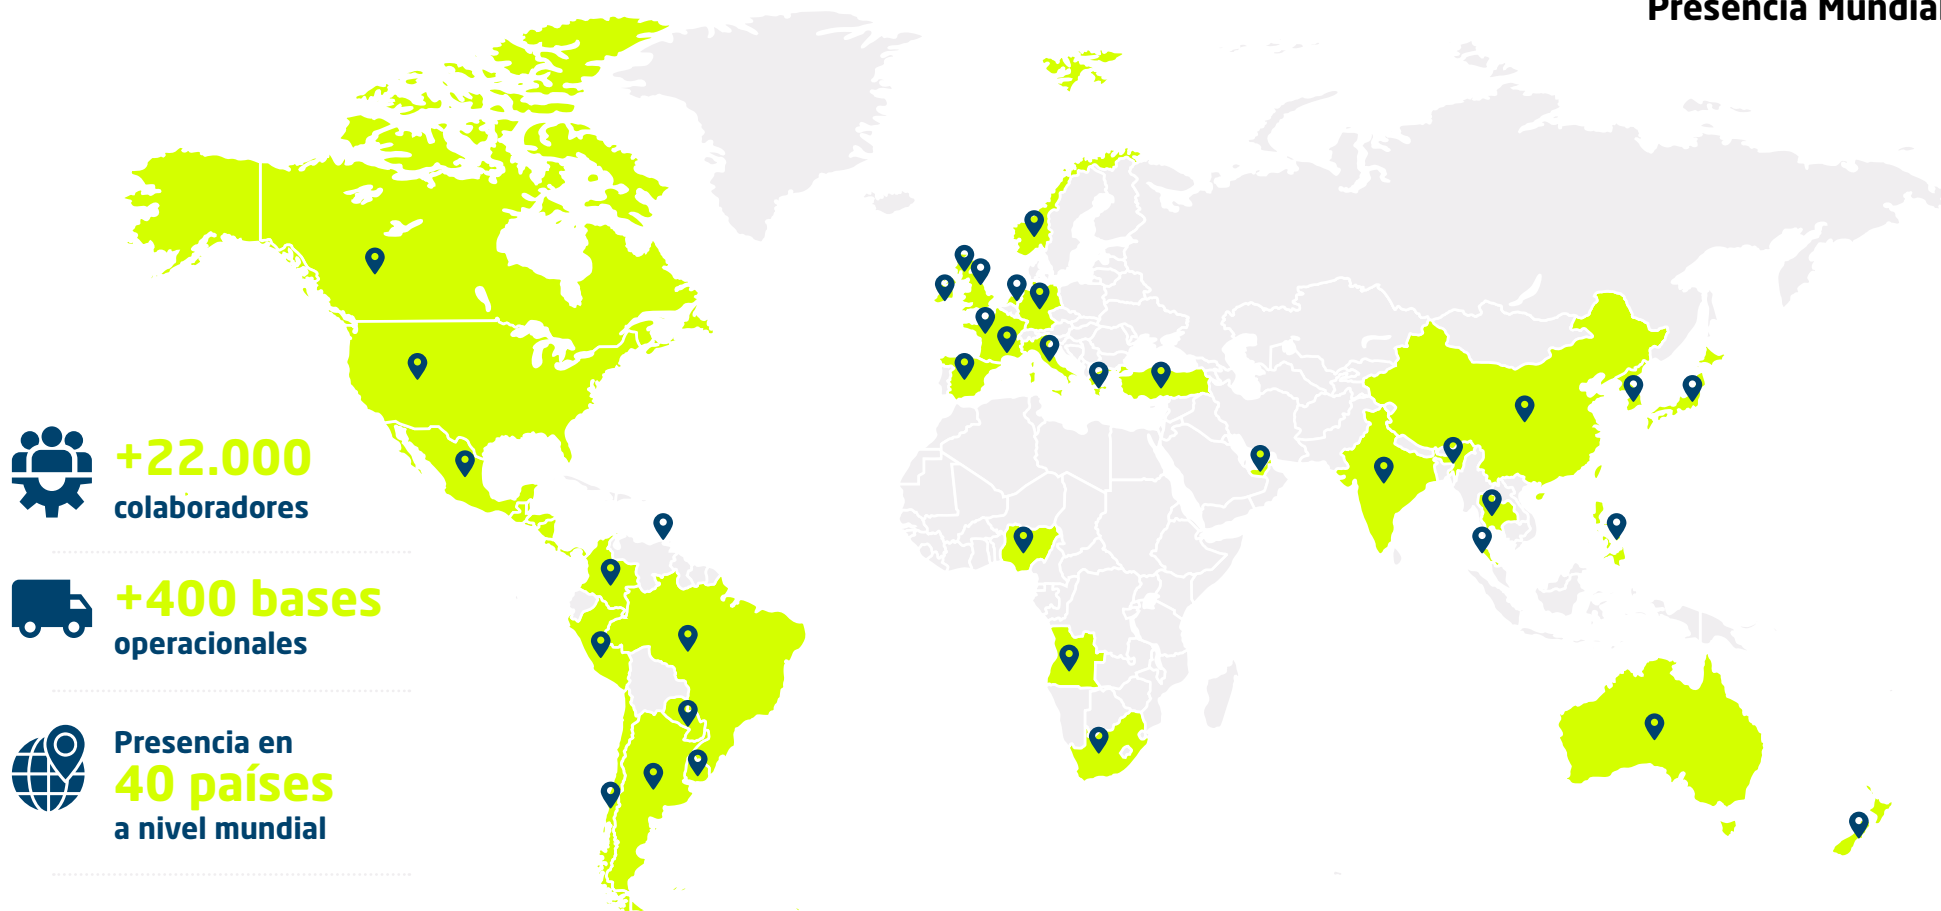 Presencia Mundial
+22.000
colaboradores
+400 bases
operacionales
Presencia en
40 países
a nivel mundial